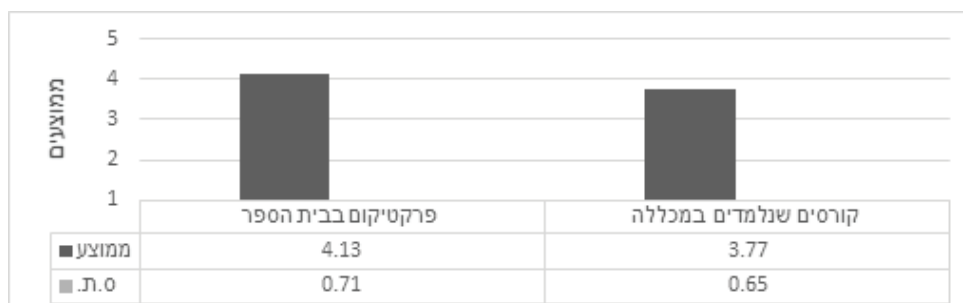 5
4
3
2
1
ממוצעים
פרקטיקום בבית הספר קורסים שנלמדים במכללה
ממוצע 4.13 3.77
ס.ת. 0.71 0.65